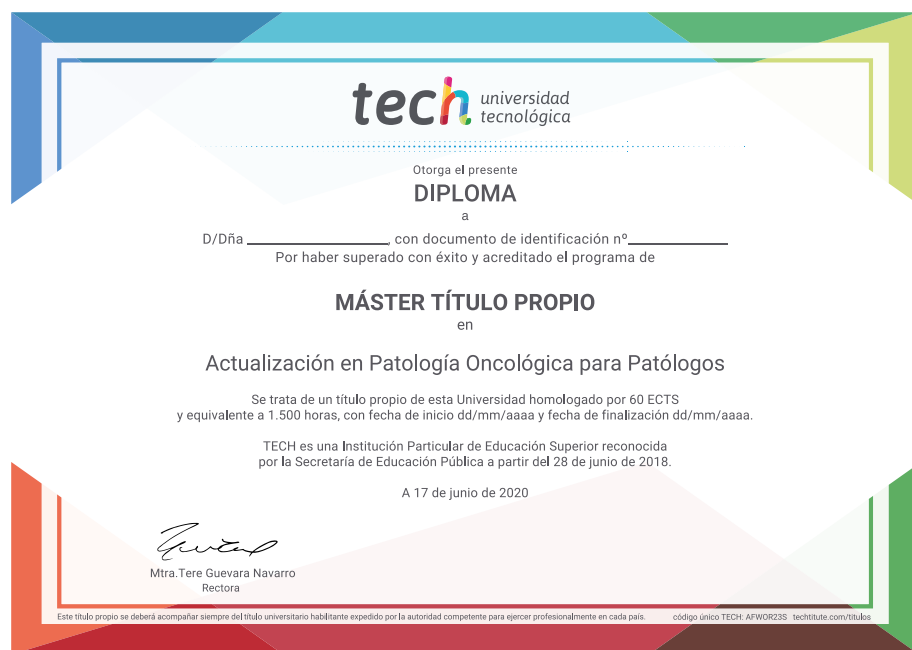 tech universidad
tecnológica
Otorga el presente
DIPLOMA
a
D/Dña ____________________, con documento de identificación nº______________
Por haber superado con éxito y acreditado el programa de
MÁSTER TÍTULO PROPIO
en
Actualización en Patología Oncológica para Patólogos
Se trata de un título propio de esta Universidad homologado por 60 ECTS
y equivalente a 1.500 horas, con fecha de inicio dd/mm/aaaa y fecha de finalización dd/mm/aaaa.
TECH es una Institución Particular de Educación Superior reconocida
por la Secretaría de Educación Pública a partir del 28 de junio de 2018.
A 17 de junio de 2020
Mtra.Tere Guevara Navarro
Rectora
Este título propio se deberá acompañar siempre del título universitario habilitante expedido por la autoridad competente para ejercer profesionalmente en cada país. código único TECH: AFWOR23S techtitute.com/titulos